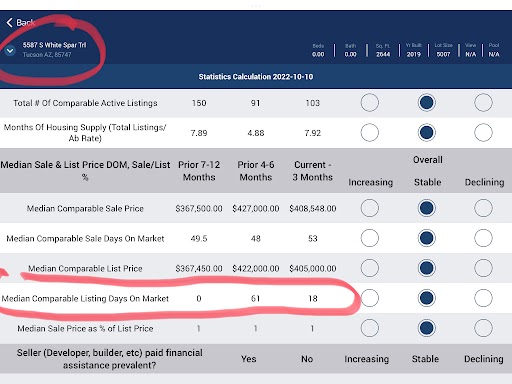 Back
5587 S White Spar Trl
Tucson AZ, 85747
Beds Bath Sq. Ft. Yr Built Lot Size View Pool
0.00 0.00 2644 2019 5007 N/A N/A
Statistics Calculation 2022-10-10
Total # Of Comparable Active Listings 150 91 103
Months Of Housing Supply (Total Listings/
Ab Rate) 7.89 4.88 7.92
Median Sale & List Price DOM, Sale/List
% Prior 7-12
Months Prior 4-6
Months Current -
3 Months Overall
Increasing Stable Declining
Median Comparable Sale Price $367,500.00 $427,000.00 $408,548.00
Median Comparable Sale Days On Market 49.5 48 53
Median Comparable List Price $367,450.00 $422,000.00 $405,000.00
Median Comparable Listing Days On Market 0 61 18
Median Sale Price as % of List Price 1 1 1
Seller (Developer, builder, etc) paid financial
assistance prevalent? Yes No Increasing Stable Declining